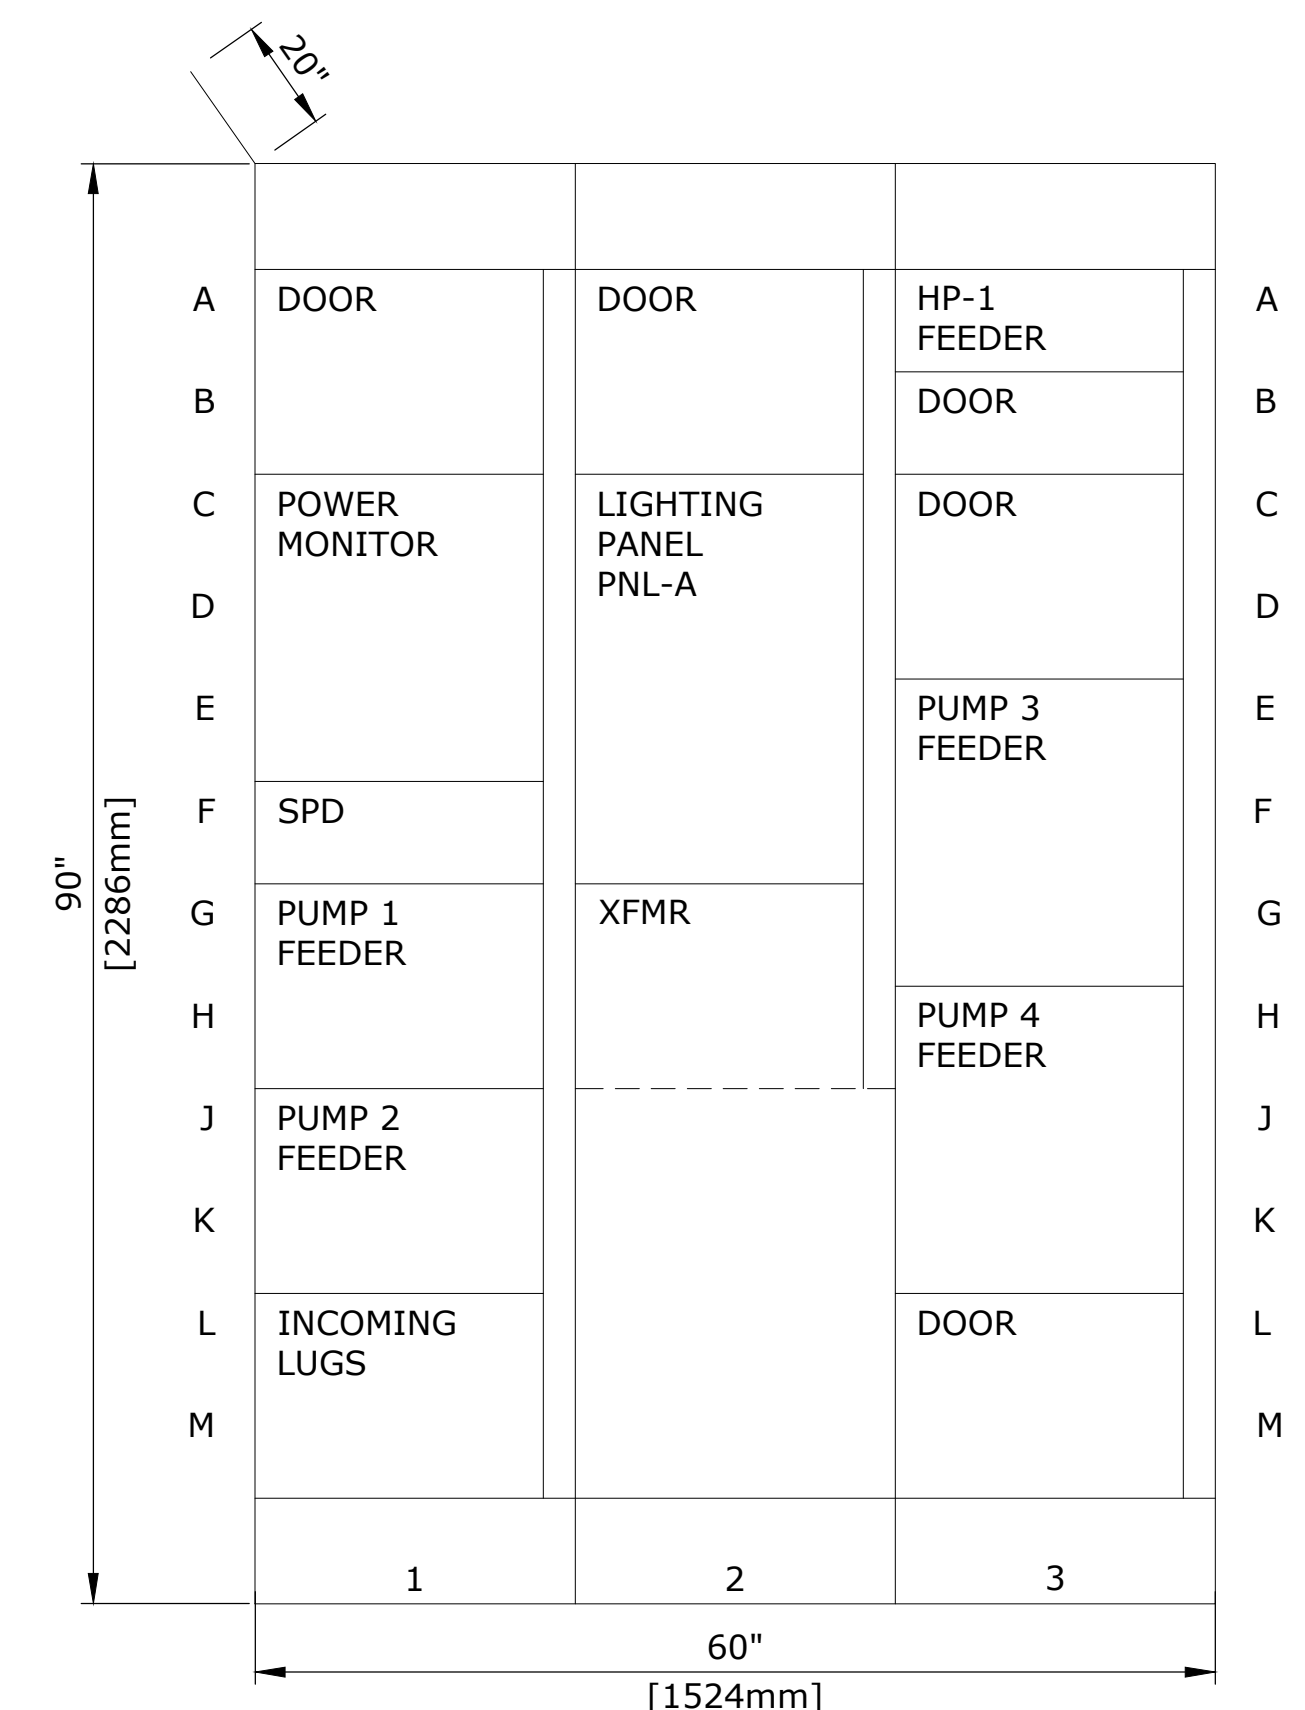 20"
A
DOOR
DOOR
HP-1
FEEDER
A
B
DOOR
B
C
POWER
MONITOR
LIGHTING
PANEL
PNL-A
DOOR
C
D
D
E
PUMP 3
FEEDER
E
F
SPD
F
90"
[2286mm]
G
PUMP 1
FEEDER
XFMR
G
H
PUMP 4
FEEDER
H
J
PUMP 2
FEEDER
J
K
K
L
INCOMING
LUGS
DOOR
L
M
M
1
2
3
60"
[1524mm]